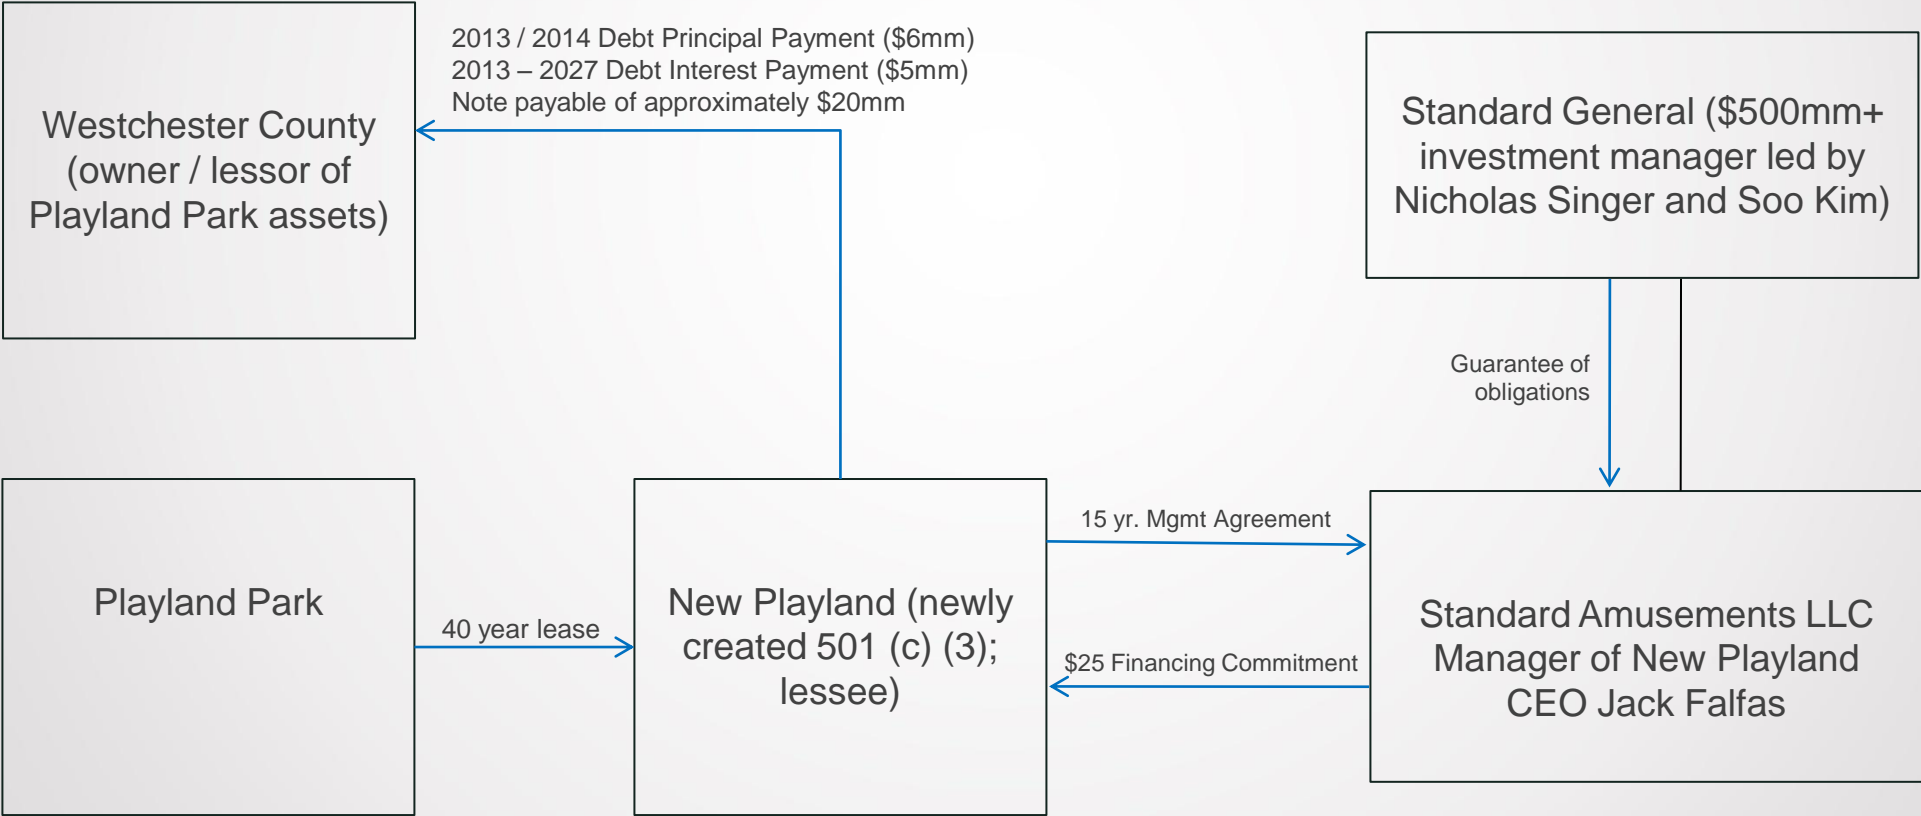 Westchester County
(owner / lessor of
Playland Park assets)
2013 / 2014 Debt Principal Payment ($6mm)
2013 – 2027 Debt Interest Payment ($5mm)
Note payable of approximately $20mm
Standard General ($500mm+
investment manager led by
Nicholas Singer and Soo Kim)
Guarantee of
obligations
Playland Park
40 year lease
New Playland (newly
created 501 (c) (3);
lessee)
15 yr. Mgmt Agreement
$25 Financing Commitment
Standard Amusements LLC
Manager of New Playland
CEO Jack Falfas